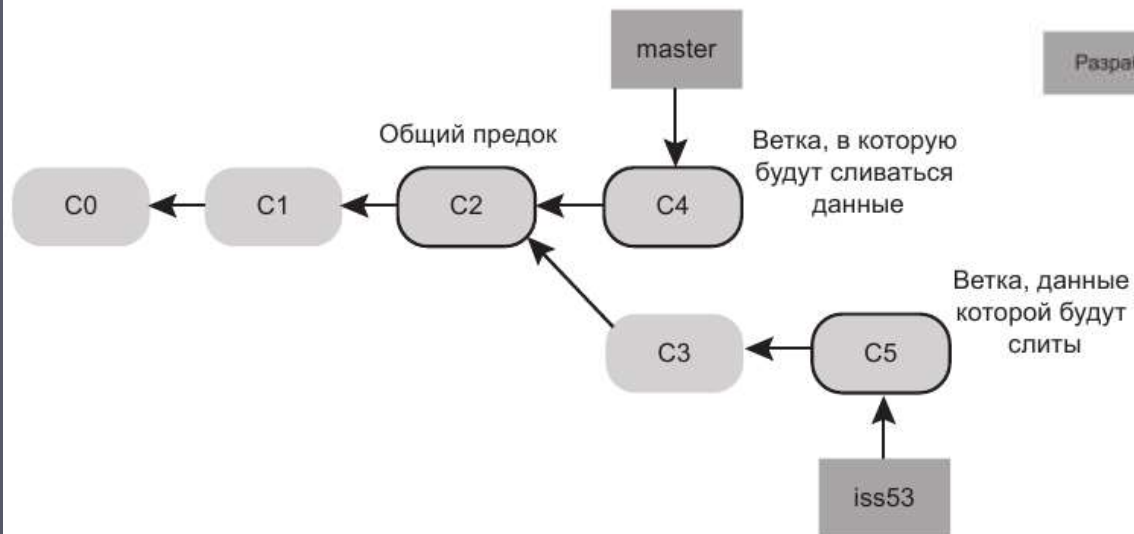 master
Общий предок
Ветка, в которую
будут сливаться
данные
C0
C1
C2
C4
Ветка, данные
которой будут
слиты
C3
C5
iss53